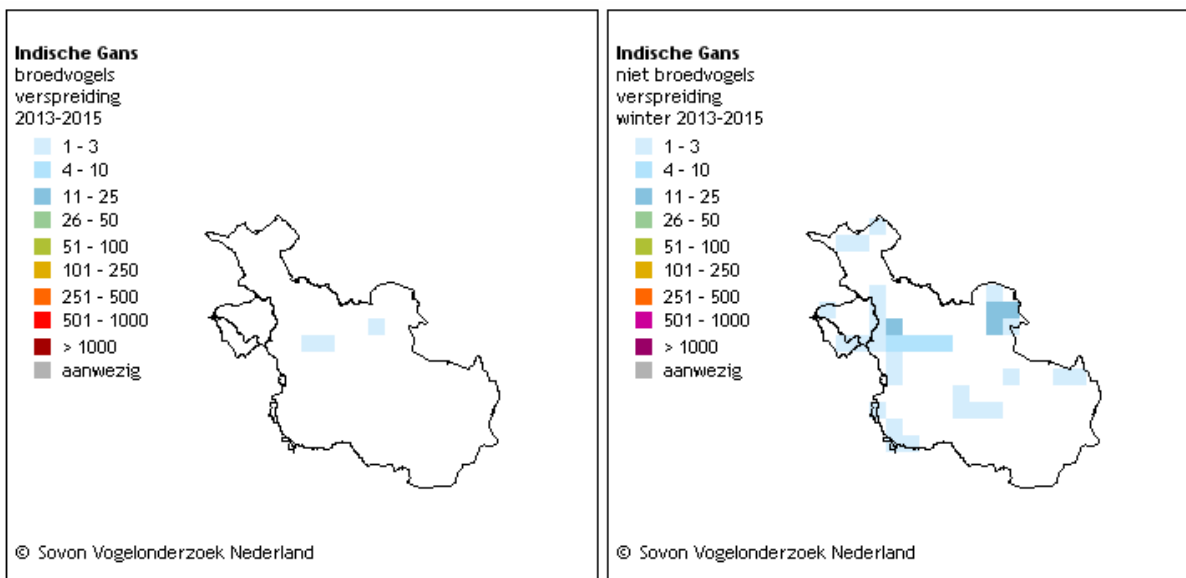 Indische Gans
broedvogels
verspreiding
2013-2015
1 - 3
4 - 10
11 - 25
26 - 50
51 - 100
101 - 250
251 - 500
501 - 1000
> 1000
aanwezig
© Sovon Vogelonderzoek Nederland
Indische Gans
niet broedvogels
verspreiding
winter 2013-2015
1 - 3
4 - 10
11 - 25
26 - 50
51 - 100
101 - 250
251 - 500
501 - 1000
> 1000
aanwezig
© Sovon Vogelonderzoek Nederland